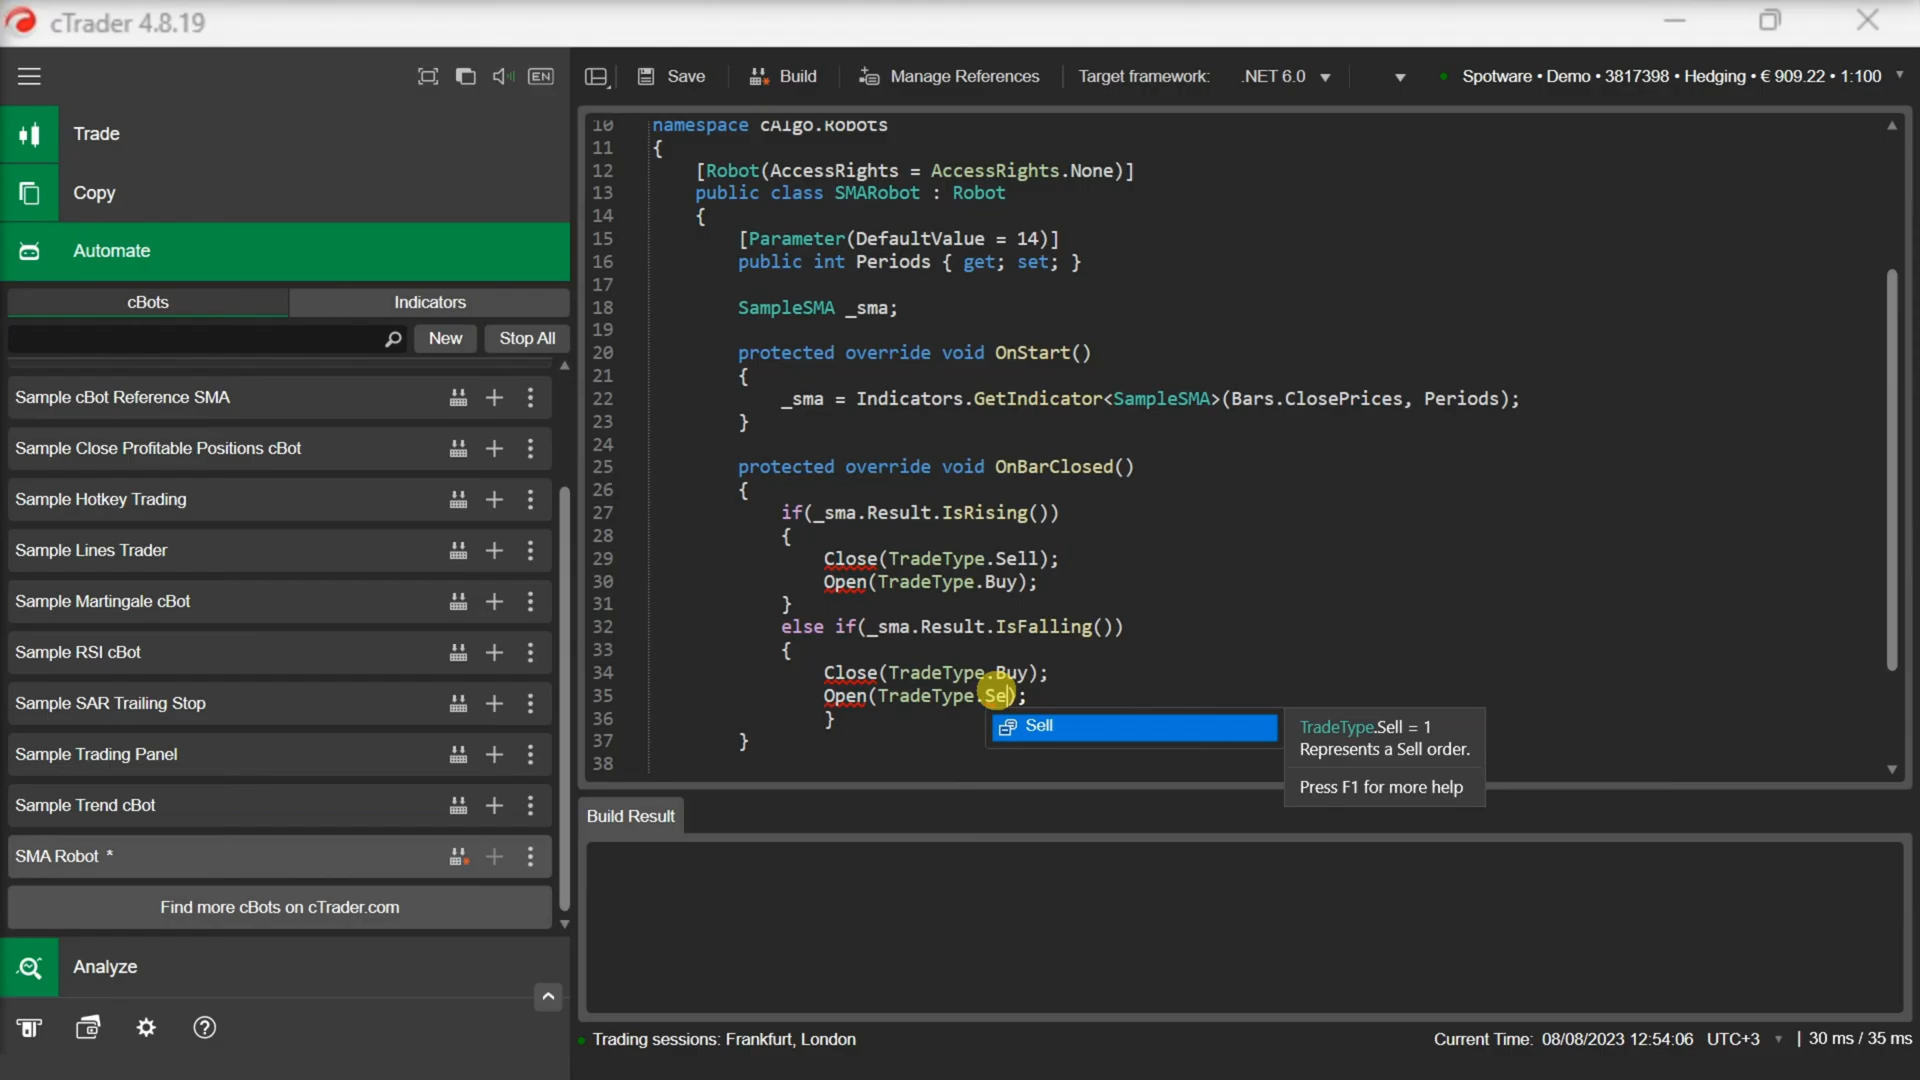 cTrader 4.8.19
EN
Save
Build
Manage References
Target framework:
.NET 6.0
Spotware • Demo • 3817398 • Hedging • € 909.22 • 1:100
Trade
Copy
Automate
cBots
Indicators
New
Stop All
Sample cBot Reference SMA
Sample Close Profitable Positions cBot
Sample Hotkey Trading
Sample Lines Trader
Sample Martingale cBot
Sample RSI cBot
Sample SAR Trailing Stop
Sample Trading Panel
Sample Trend cBot
SMA Robot *
Find more cBots on cTrader.com
Analyze
10 namespace cAlgo.Robots
11 {
12 [Robot(AccessRights = AccessRights.None)]
13 public class SMARobot : Robot
14 {
15 [Parameter(DefaultValue = 14)]
16 public int Periods { get; set; }
17
18 SampleSMA _sma;
19
20 protected override void OnStart()
21 {
22 _sma = Indicators.GetIndicator<SampleSMA>(Bars.ClosePrices, Periods);
23 }
24
25 protected override void OnBarClosed()
26 {
27 if(_sma.Result.IsRising())
28 {
29 Close(TradeType.Sell);
30 Open(TradeType.Buy);
31 }
32 else if(_sma.Result.IsFalling())
33 {
34 Close(TradeType.Buy);
35 Open(TradeType.Se);
36 }
37 }
38
Sell
TradeType.Sell = 1
Represents a Sell order.
Press F1 for more help
Build Result
Trading sessions: Frankfurt, London
Current Time: 08/08/2023 12:54:06 UTC+3 | 30 ms / 35 ms